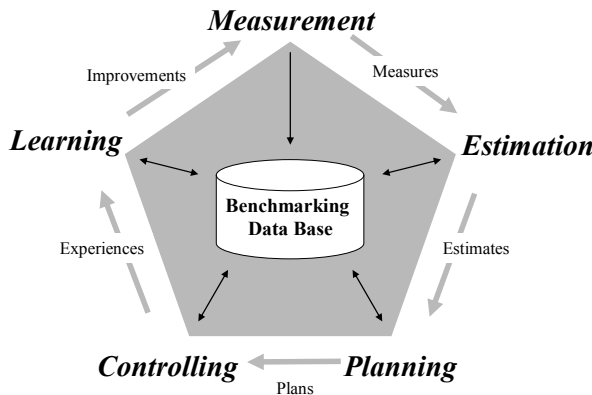 Measurement
Improvements
Measures
Learning
Estimation
Benchmarking
Data Base
Experiences
Estimates
Controlling
Planning
Plans